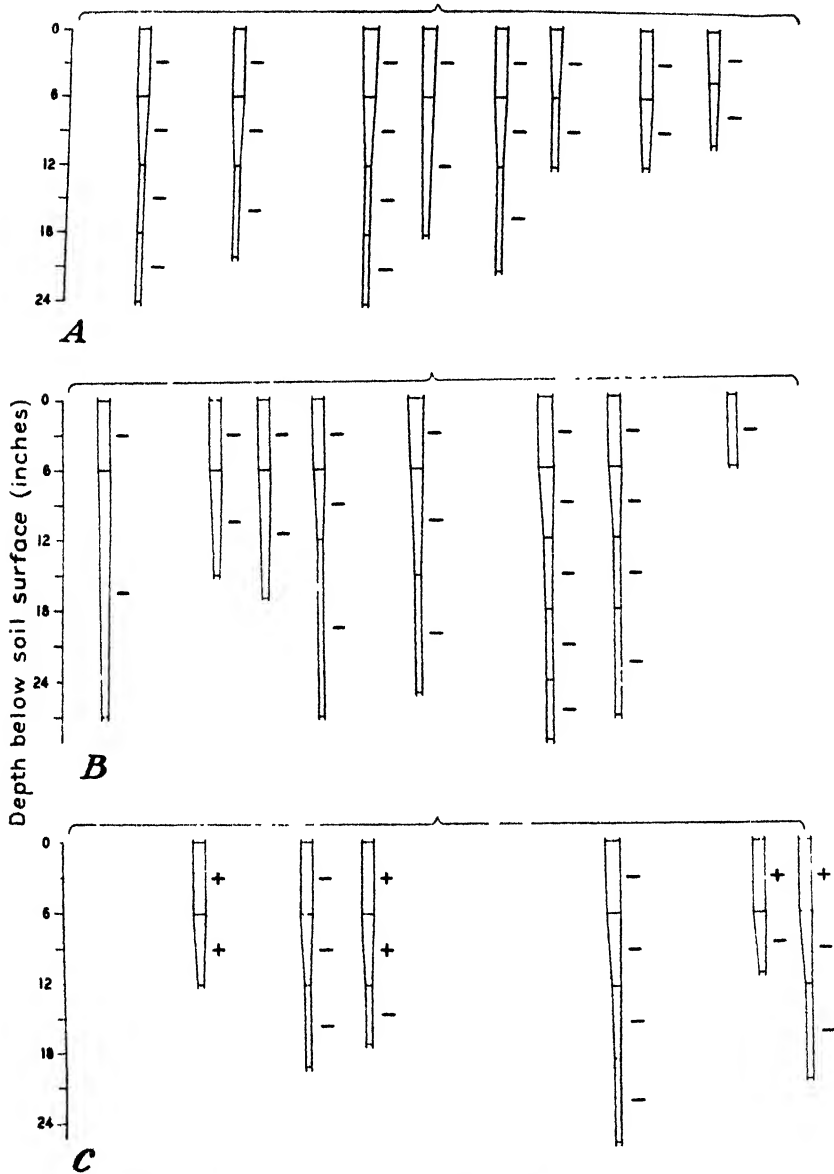 Depth below soil surface (inches)
0
6
12
18
24
A
− − − − − − − −
− − − − − −
− −
− − −
− −
0
6
12
18
24
B
− − − − − − − −
− − − − − − −
− − − −
− −
−
0
6
12
18
24
C
+ − + − + +
+ − + − − −
− − − −
−